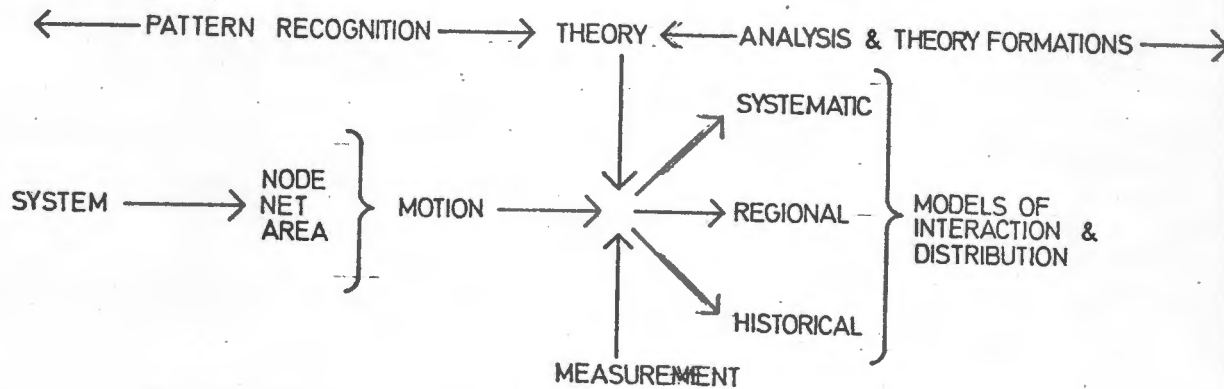 PATTERN RECOGNITION THEORY ANALYSIS & THEORY FORMATIONS
SYSTEMATIC
SYSTEM
NODE
NET
AREA
MOTION
REGIONAL
MODELS OF
INTERACTION &
DISTRIBUTION
HISTORICAL
MEASUREMENT